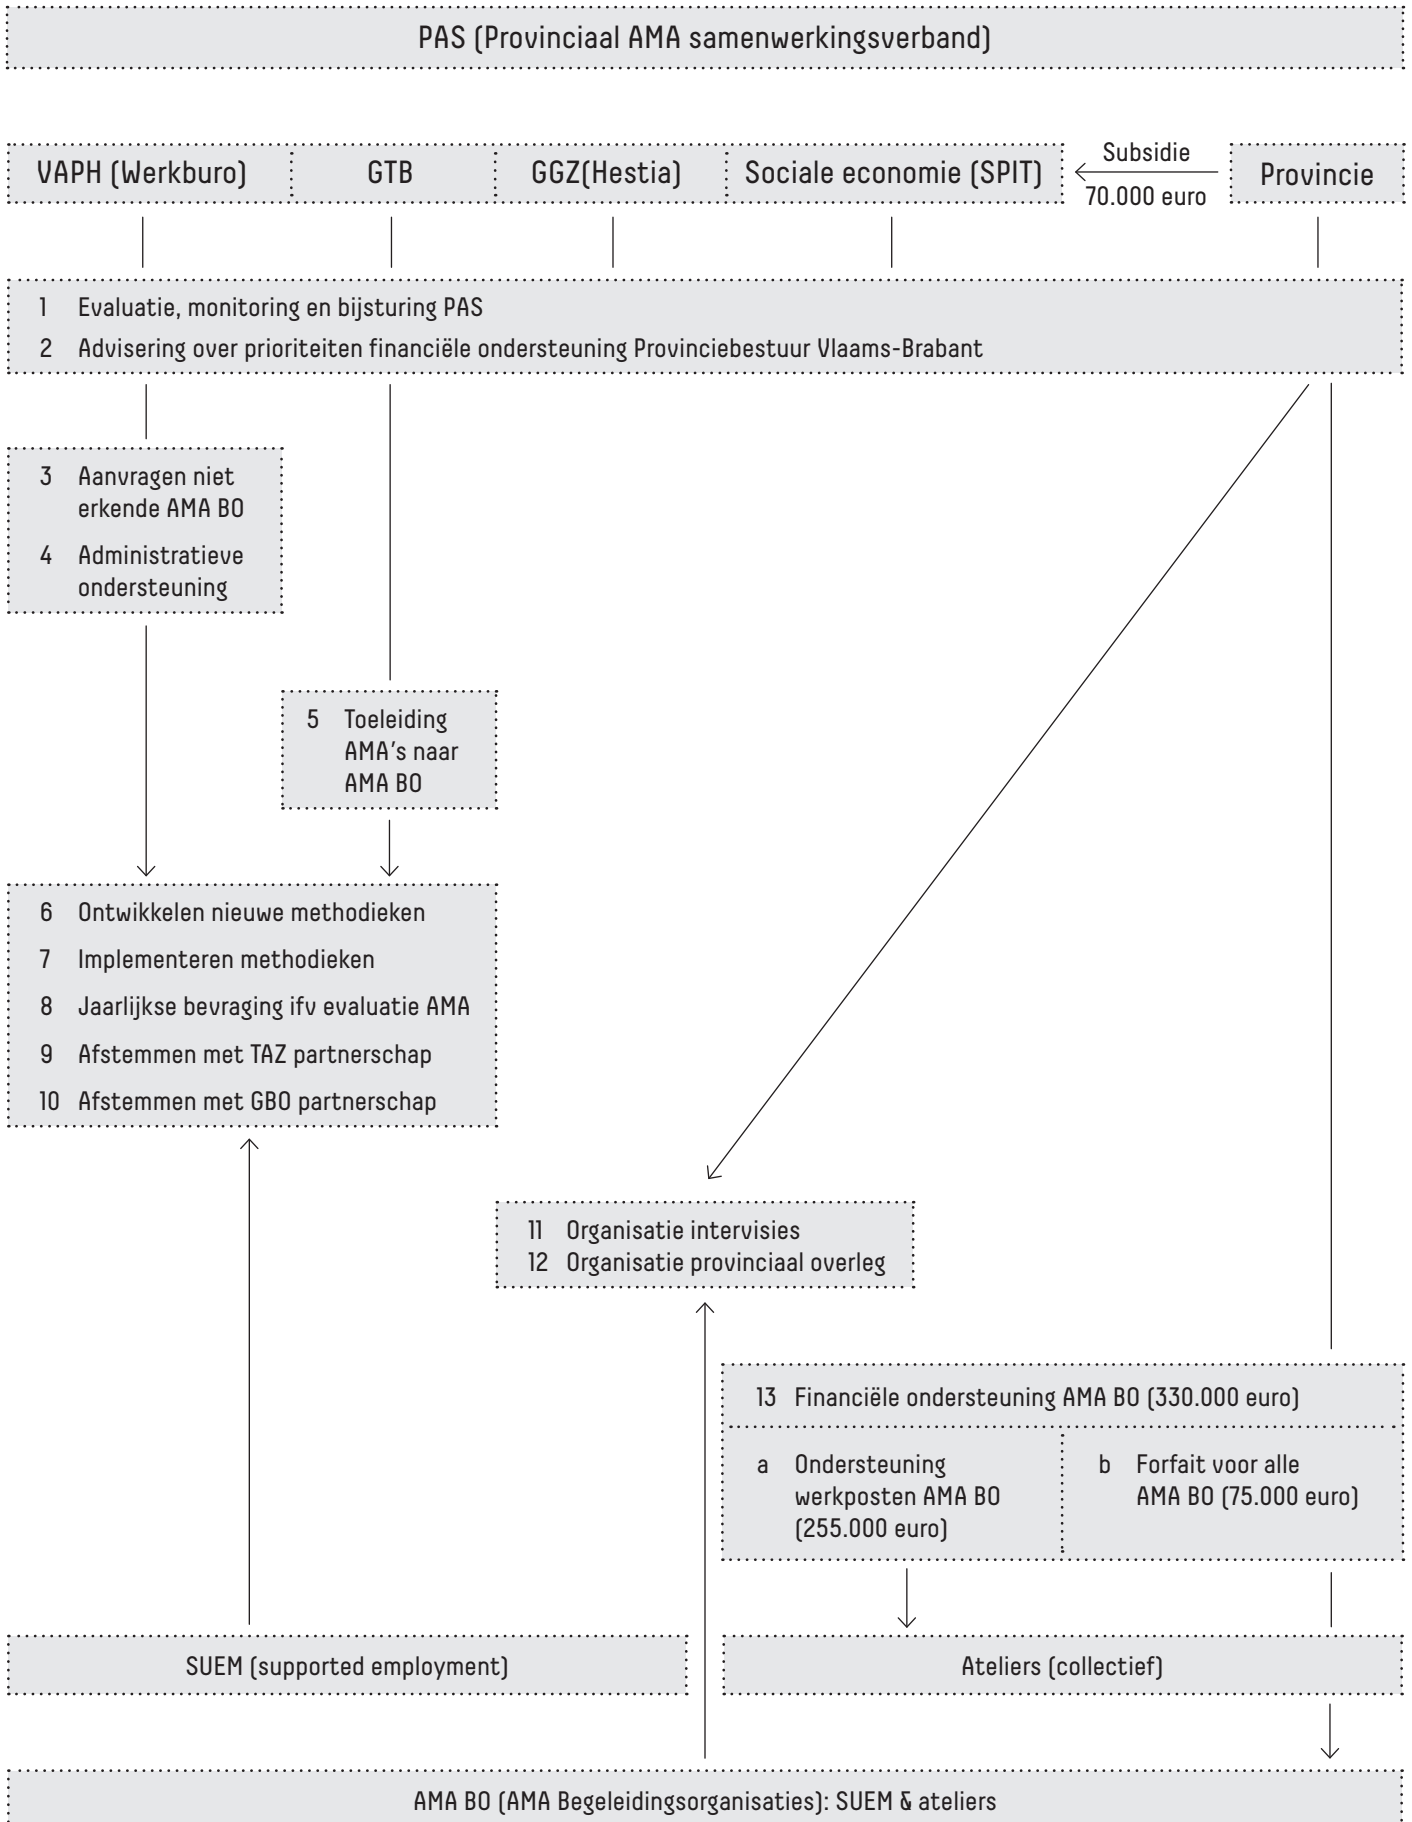 PAS (Provinciaal AMA samenwerkingsverband)
VAPH (Werkburo)
GTB
GGZ(Hestia)
Sociale economie (SPIT)
Subsidie
70.000 euro
Provincie
1 Evaluatie, monitoring en bijsturing PAS
2 Advisering over prioriteiten financiële ondersteuning Provinciebestuur Vlaams-Brabant
3 Aanvragen niet
erkende AMA BO
4 Administratieve
ondersteuning
5 Toeleiding
AMA's naar
AMA BO
6 Ontwikkelen nieuwe methodieken
7 Implementeren methodieken
8 Jaarlijkse bevraging ifv evaluatie AMA
9 Afstemmen met TAZ partnerschap
10 Afstemmen met GBO partnerschap
11 Organisatie intervisies
12 Organisatie provinciaal overleg
13 Financiële ondersteuning AMA BO (330.000 euro)
a Ondersteuning
werkposten AMA BO
(255.000 euro)
b Forfait voor alle
AMA BO (75.000 euro)
SUEM (supported employment)
Ateliers (collectief)
AMA BO (AMA Begeleidingsorganisaties): SUEM & ateliers